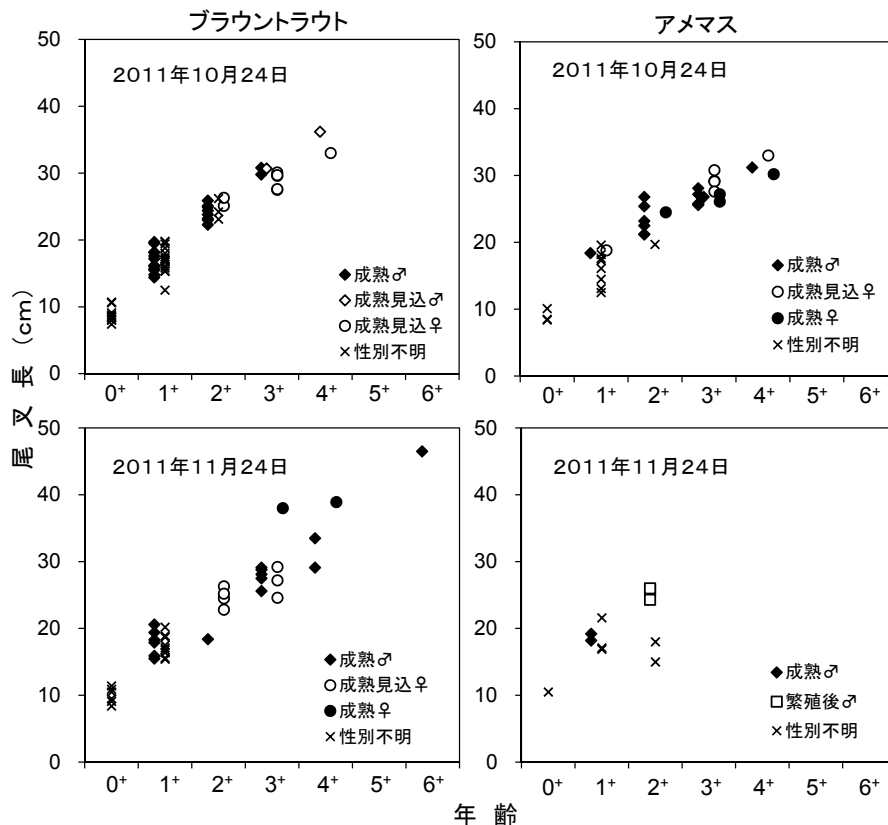 ブラウントラウト
アメマス
尾 叉 長 (cm)
50
40
30
20
10
0
2011年10月24日
◆成熟♂
◇成熟見込♂
○成熟見込♀
×性別不明
0⁺ 1⁺ 2⁺ 3⁺ 4⁺ 5⁺ 6⁺
50
40
30
20
10
0
2011年10月24日
◆成熟♂
○成熟見込♀
●成熟♀
×性別不明
0⁺ 1⁺ 2⁺ 3⁺ 4⁺ 5⁺ 6⁺
50
40
30
20
10
0
2011年11月24日
◆成熟♂
○成熟見込♀
●成熟♀
×性別不明
0⁺ 1⁺ 2⁺ 3⁺ 4⁺ 5⁺ 6⁺
50
40
30
20
10
0
2011年11月24日
◆成熟♂
□繁殖後♂
×性別不明
0⁺ 1⁺ 2⁺ 3⁺ 4⁺ 5⁺ 6⁺
年 齢